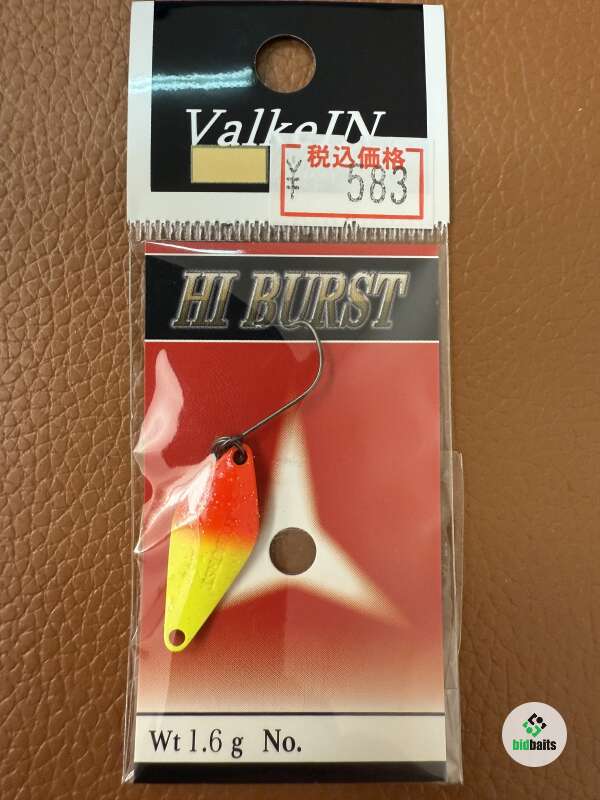 ValkeIN
税込価格
¥ 583
HI BURST
Wt 1.6 g No.
bidbaits